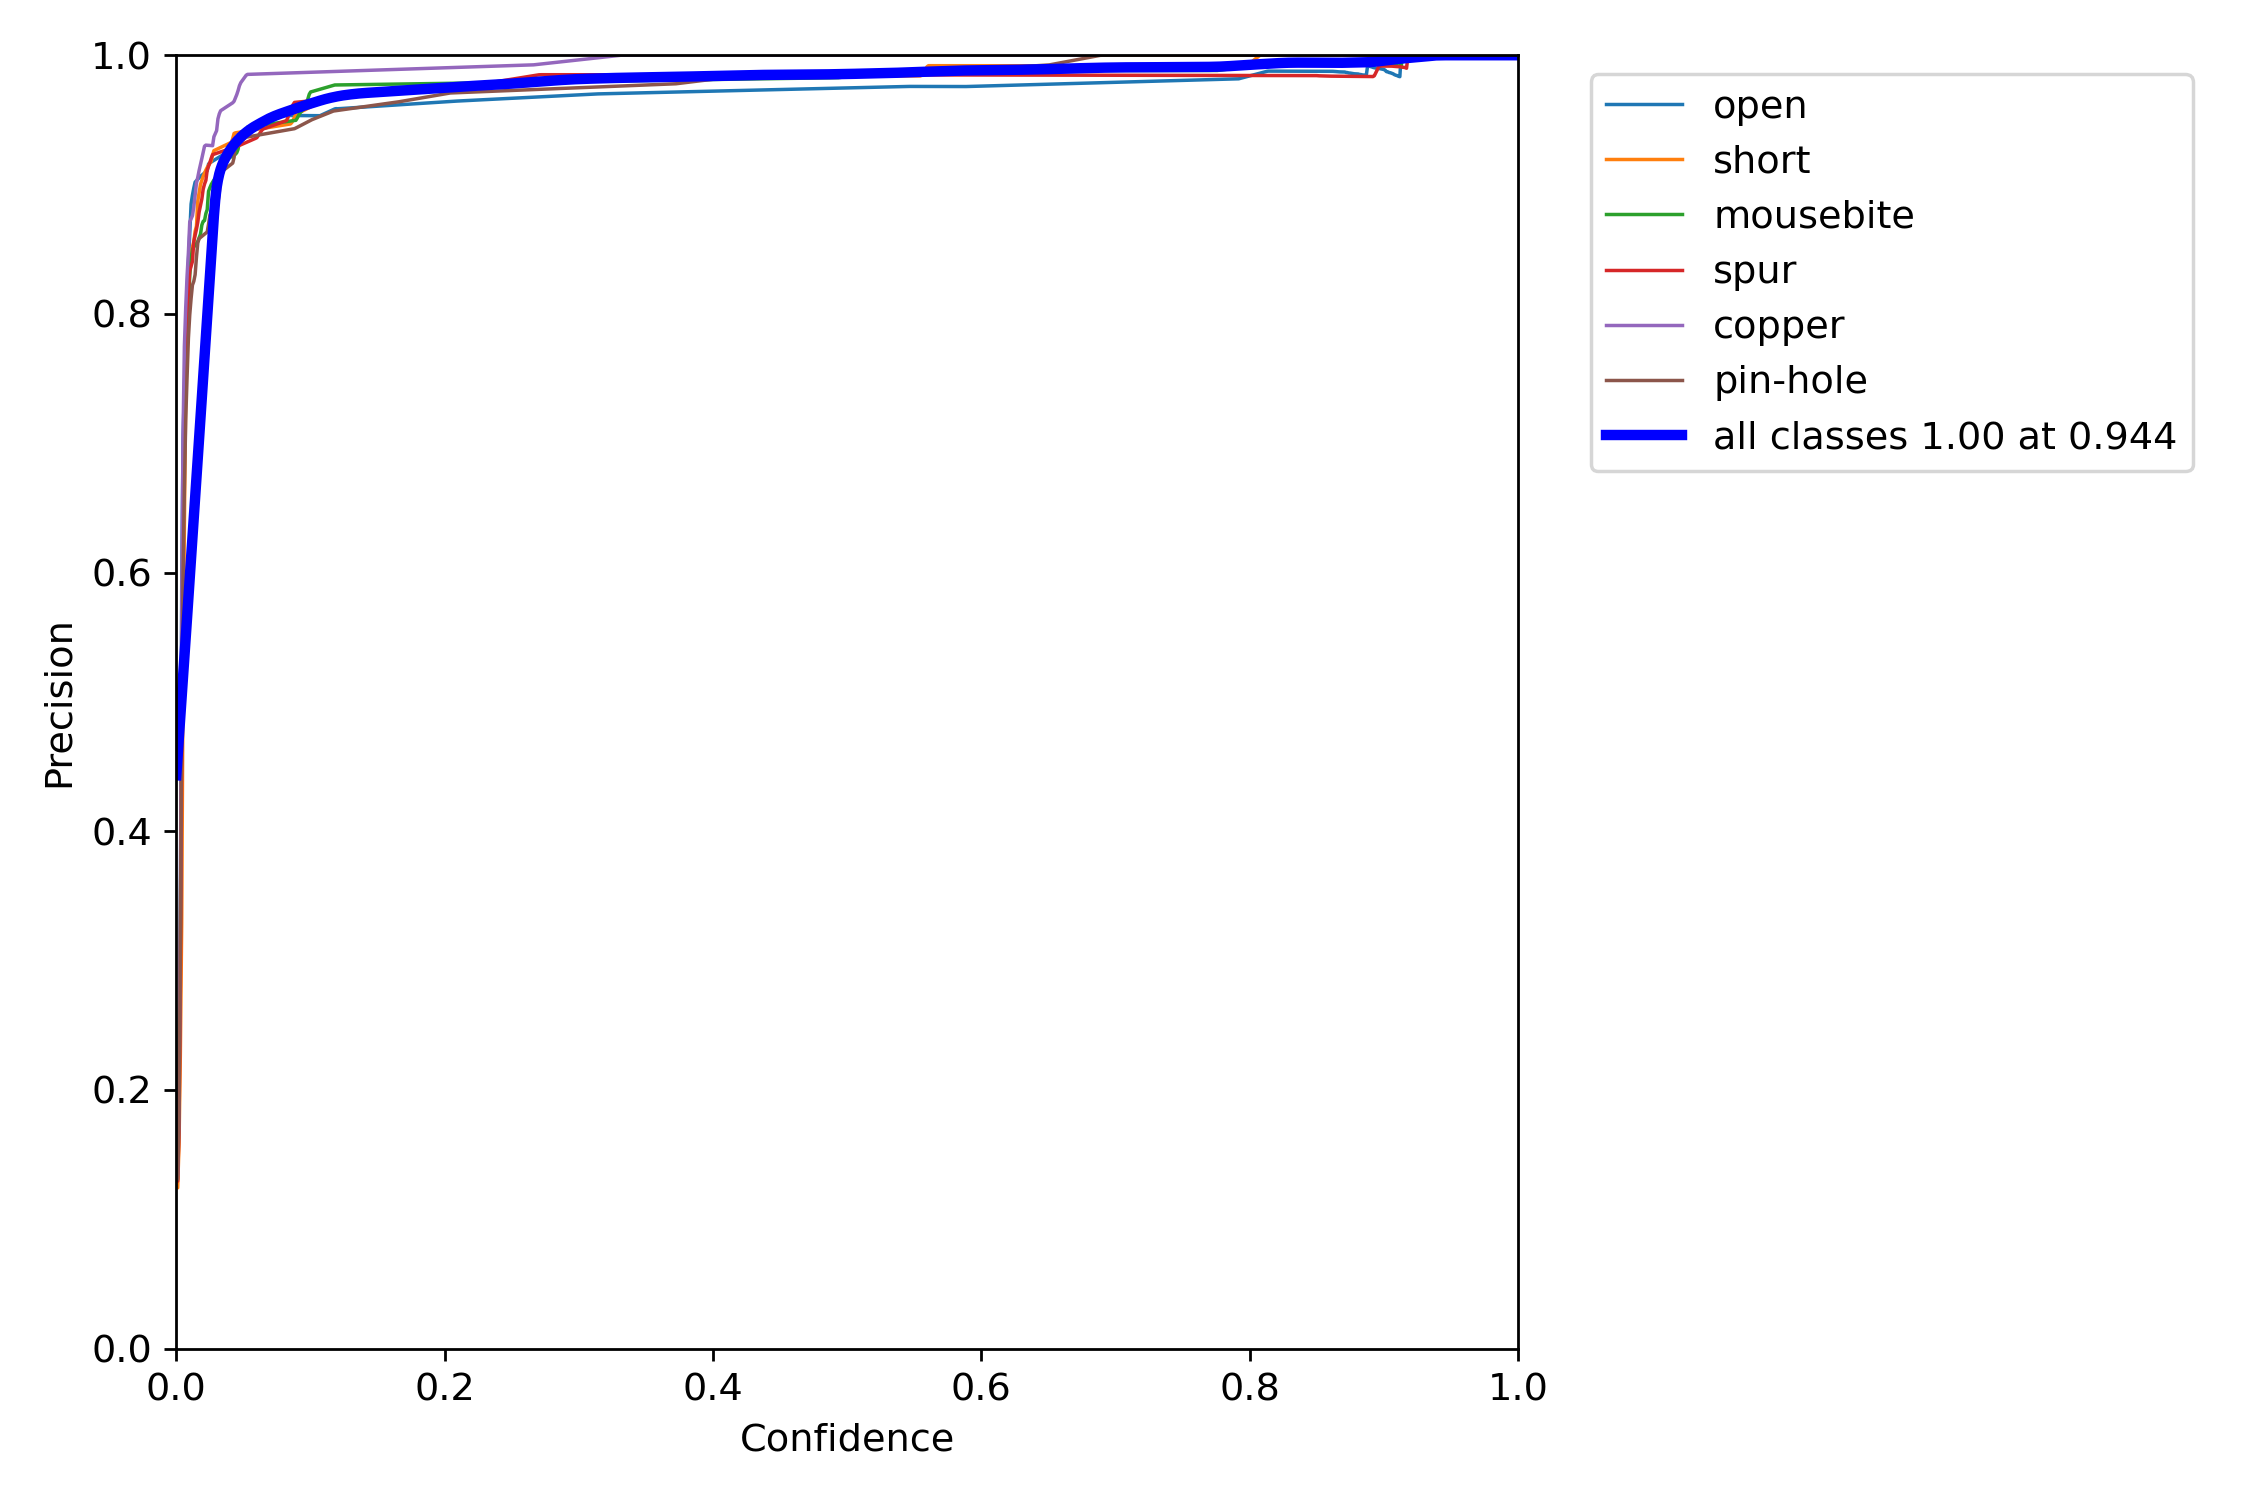 1.0
0.8
0.6
0.4
0.2
0.0
Precision
0.0 0.2 0.4 0.6 0.8 1.0
Confidence
open
short
mousebite
spur
copper
pin-hole
all classes 1.00 at 0.944